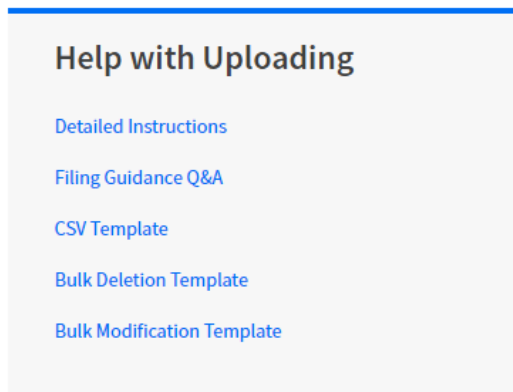 Help with Uploading
Detailed Instructions
Filing Guidance Q&A
CSV Template
Bulk Deletion Template
Bulk Modification Template